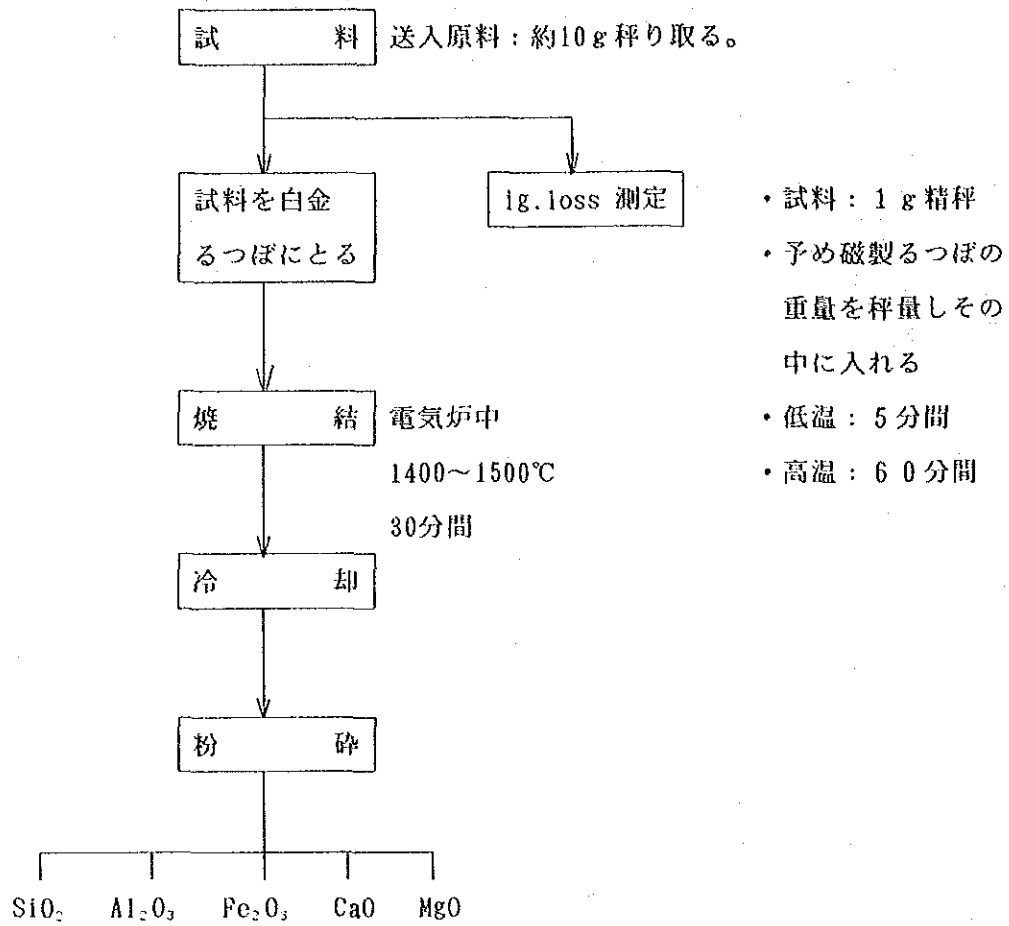 試　　料 送入原料：約10g秤り取る。
試料を白金
るつぼにとる
ig.loss 測定
・試料：1g精秤
・予め磁製るつぼの
重量を秤量しその
中に入れる
・低温：5分間
・高温：60分間
焼　　結 電気炉中
1400～1500℃
30分間
冷　　却
粉　　砕
SiO₂ Al₂O₃ Fe₂O₃ CaO MgO